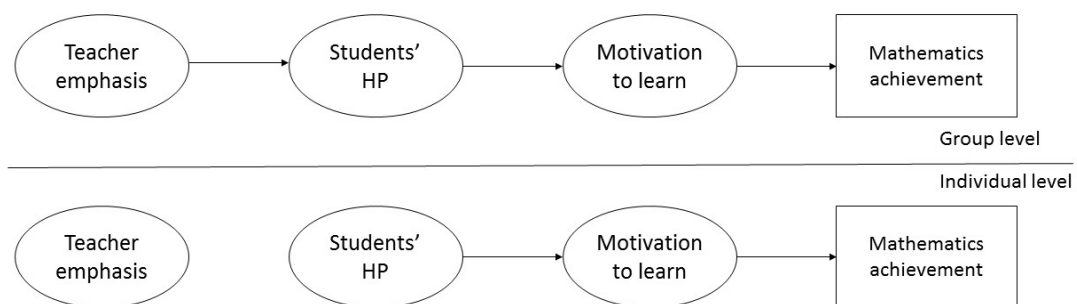 Teacher
emphasis
Students'
HP
Motivation
to learn
Mathematics
achievement
Group level
Individual level
Teacher
emphasis
Students'
HP
Motivation
to learn
Mathematics
achievement